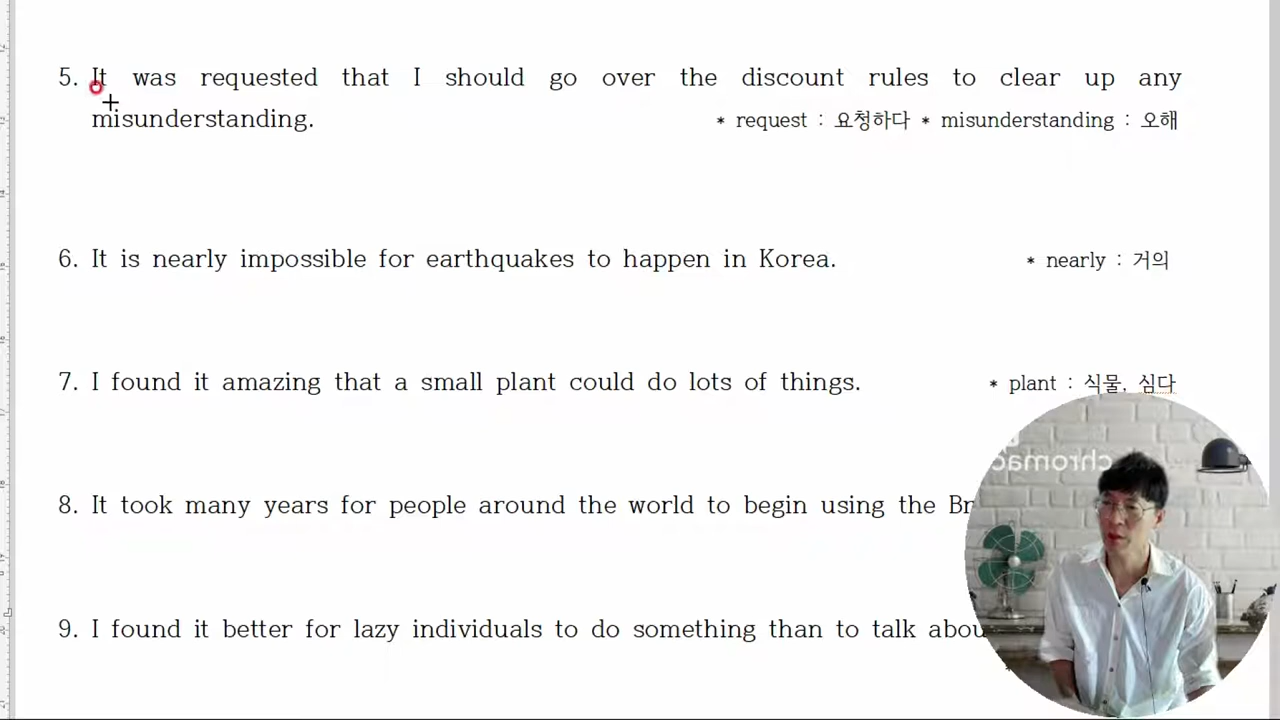 5. It was requested that I should go over the discount rules to clear up any
misunderstanding. * request : 요청하다 * misunderstanding : 오해
6. It is nearly impossible for earthquakes to happen in Korea. * nearly : 거의
7. I found it amazing that a small plant could do lots of things. * plant : 식물, 심다
8. It took many years for people around the world to begin using the
9. I found it better for lazy individuals to do something than to talk